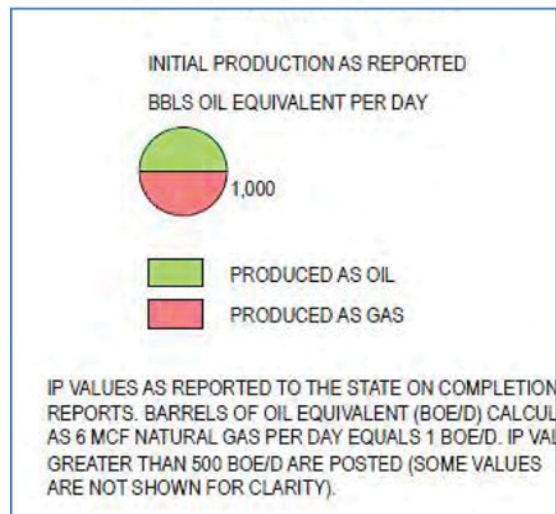 INITIAL PRODUCTION AS REPORTED
BBLS OIL EQUIVALENT PER DAY
1,000
PRODUCED AS OIL
PRODUCED AS GAS
IP VALUES AS REPORTED TO THE STATE ON COMPLETION
REPORTS. BARRELS OF OIL EQUIVALENT (BOE/D) CALCUL
AS 6 MCF NATURAL GAS PER DAY EQUALS 1 BOE/D. IP VAL
GREATER THAN 500 BOE/D ARE POSTED (SOME VALUES
ARE NOT SHOWN FOR CLARITY).